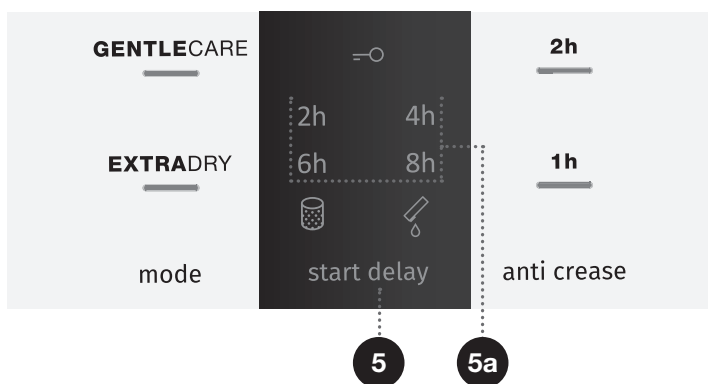 GENTLECARE
2h
2h 4h
EXTRADRY
6h 8h
1h
mode
start delay
anti crease
5
5a